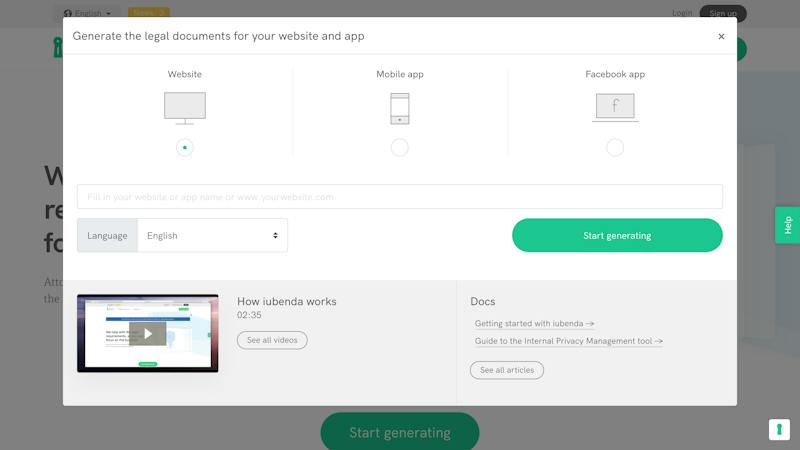 English
News 3
Login
Sign up
Generate the legal documents for your website and app
×
Website
Mobile app
Facebook app
Fill in your website or app name or www.yourwebsite.com
Language
English
Start generating
Help
How iubenda works
02:35
See all videos
Docs
Getting started with iubenda →
Guide to the Internal Privacy Management tool →
See all articles
Start generating